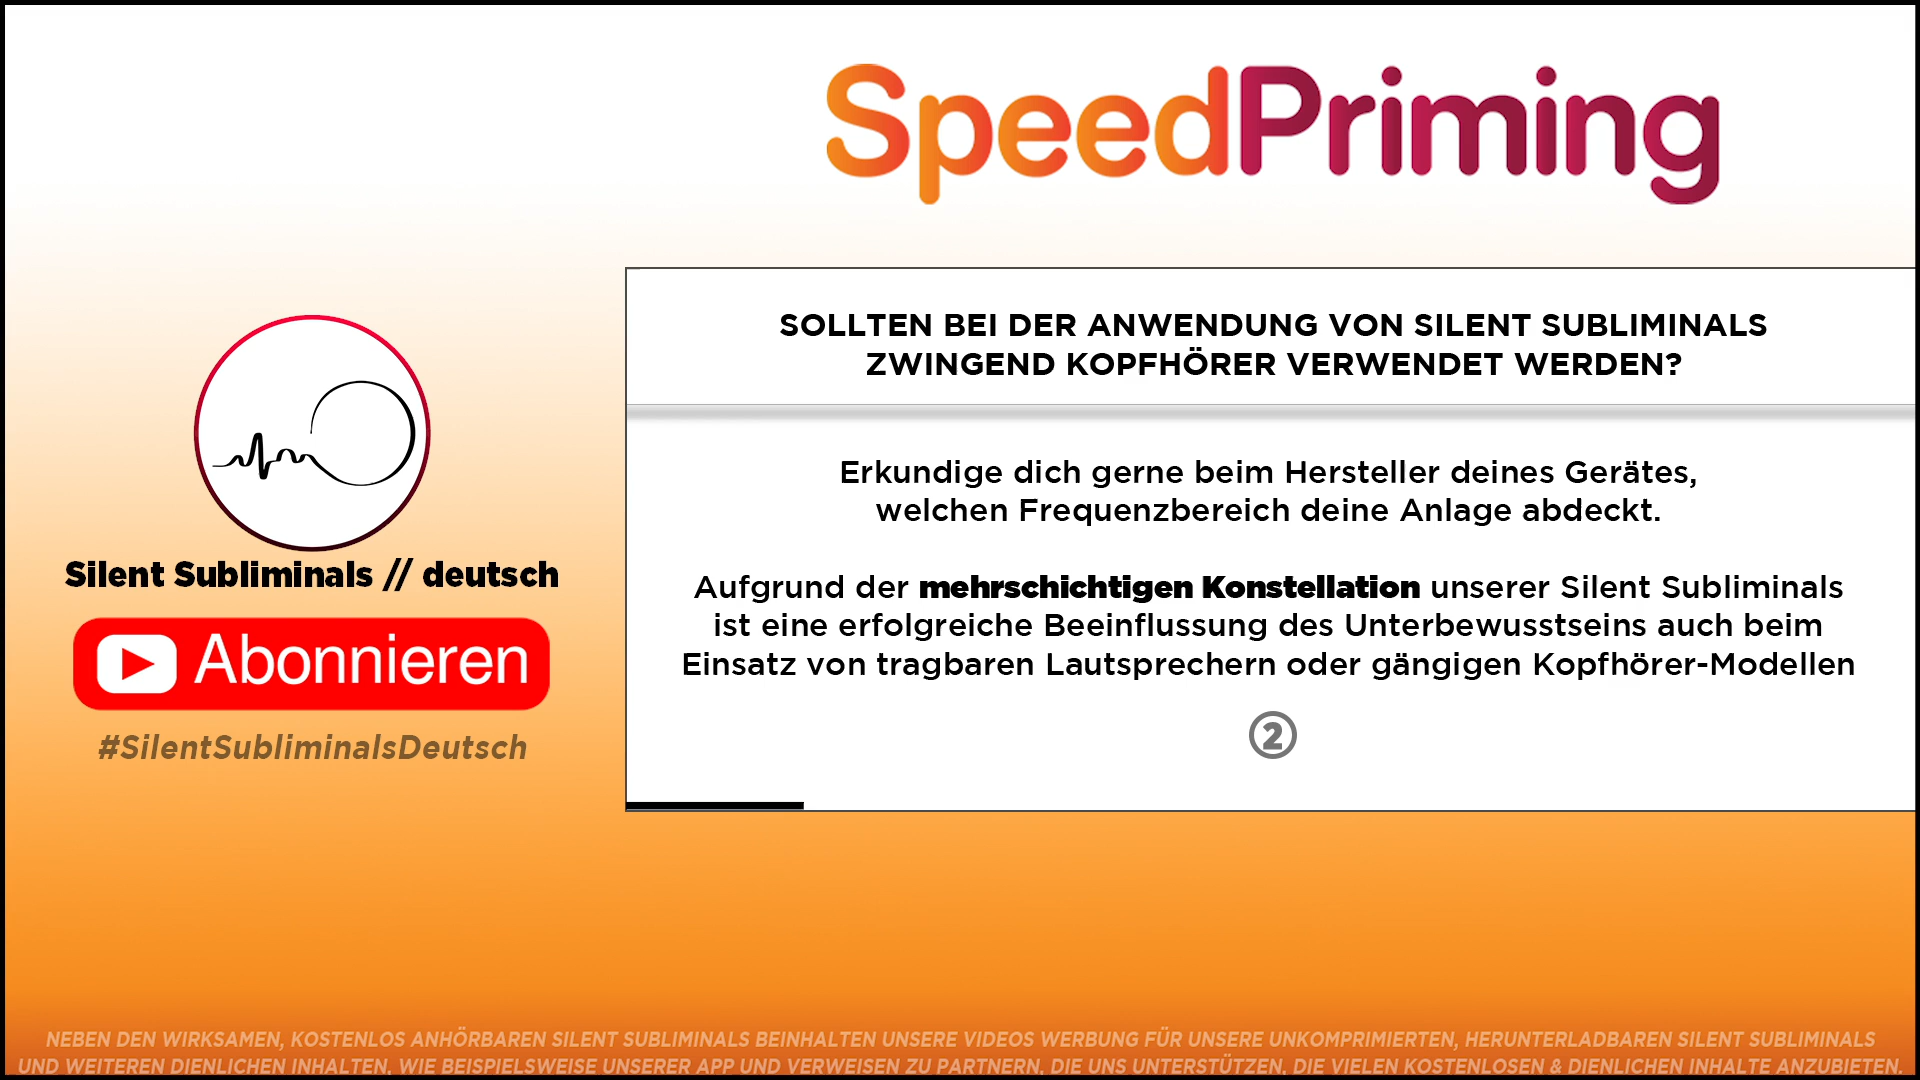 SpeedPriming
SOLLTEN BEI DER ANWENDUNG VON SILENT SUBLIMINALS
ZWINGEND KOPFHÖRER VERWENDET WERDEN?
Erkundige dich gerne beim Hersteller deines Gerätes,
welchen Frequenzbereich deine Anlage abdeckt.
Aufgrund der mehrschichtigen Konstellation unserer Silent Subliminals
ist eine erfolgreiche Beeinflussung des Unterbewusstseins auch beim
Einsatz von tragbaren Lautsprechern oder gängigen Kopfhörer-Modellen
2
Silent Subliminals // deutsch
Abonnieren
#SilentSubliminalsDeutsch
NEBEN DEN WIRKSAMEN, KOSTENLOS ANHÖRBAREN SILENT SUBLIMINALS BEINHALTEN UNSERE VIDEOS WERBUNG FÜR UNSERE UNKOMPRIMIERTEN, HERUNTERLADBAREN SILENT SUBLIMINALS
UND WEITEREN DIENLICHEN INHALTEN, WIE BEISPIELSWEISE UNSERER APP UND VERWEISEN ZU PARTNERN, DIE UNS UNTERSTÜTZEN, DIE VIELEN KOSTENLOSEN & DIENLICHEN INHALTE ANZUBIETEN.